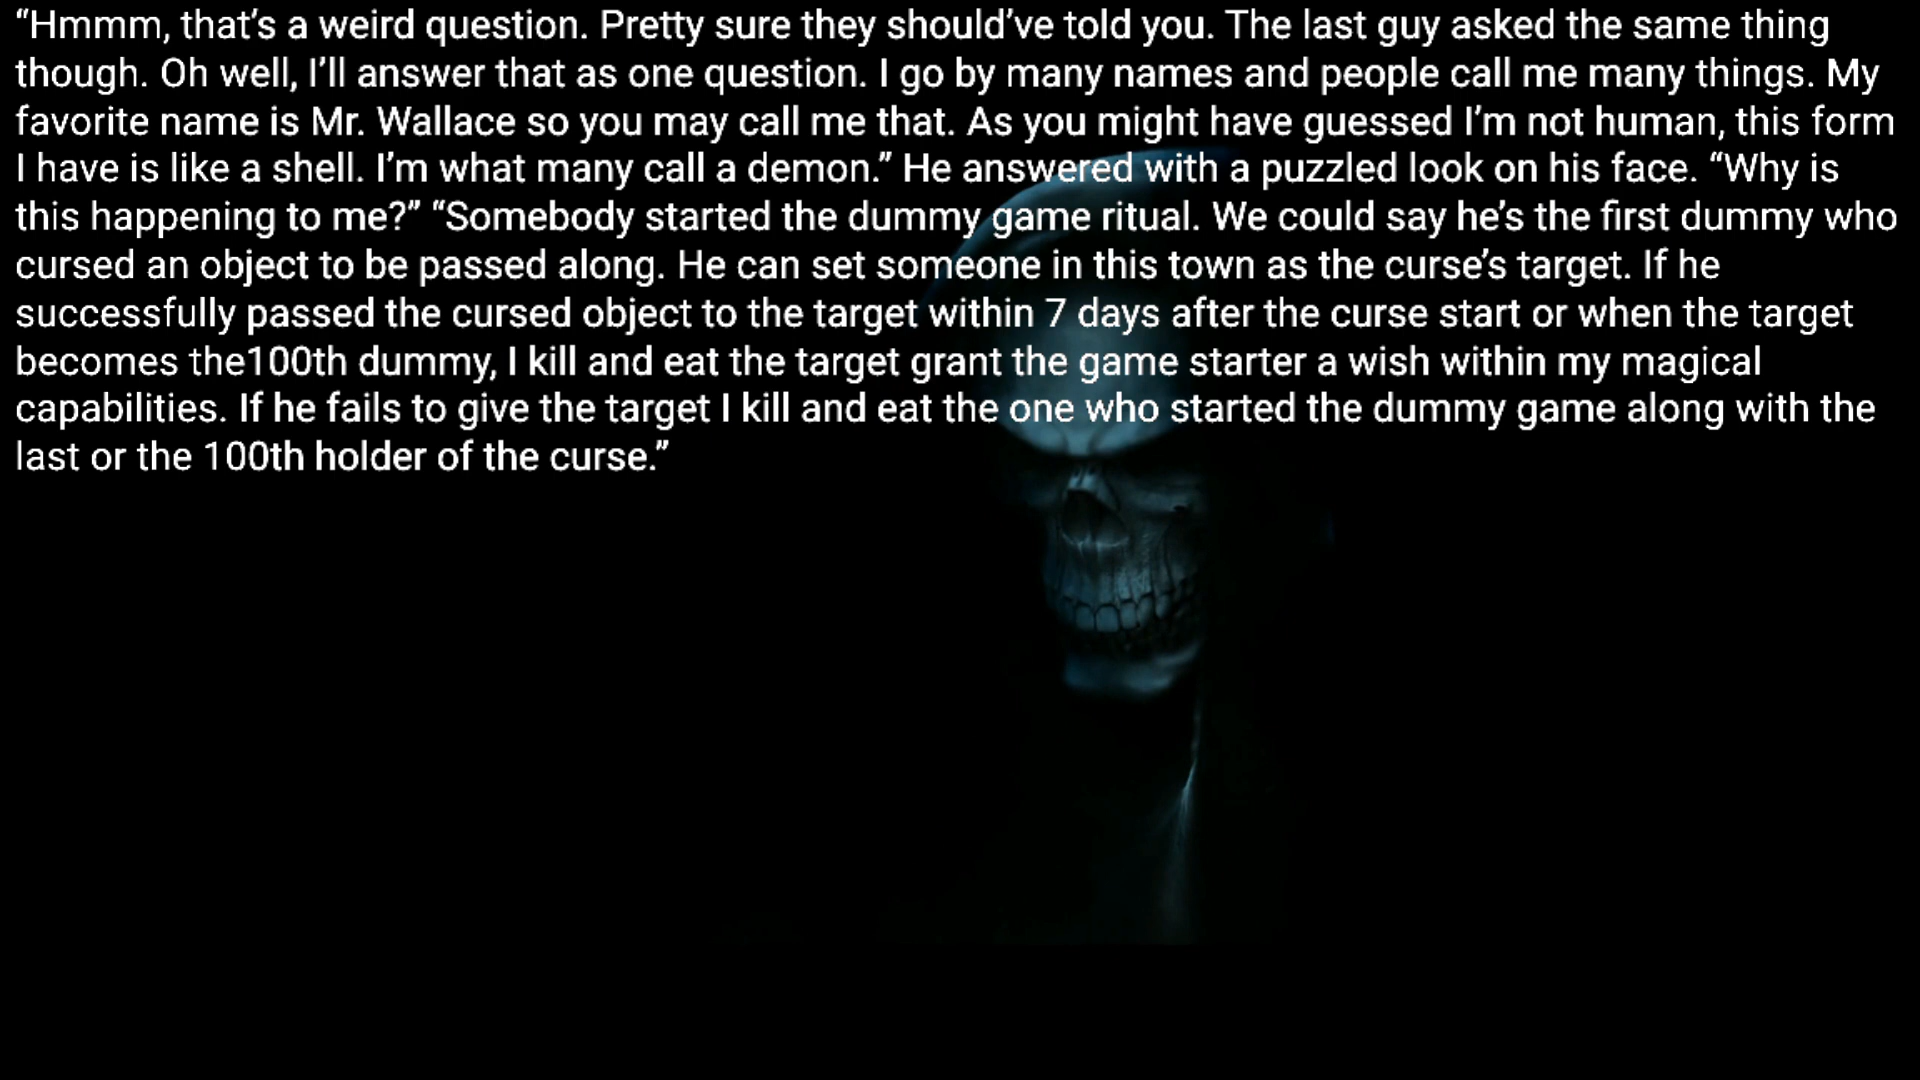 “Hmmm, that’s a weird question. Pretty sure they should’ve told you. The last guy asked the same thing
though. Oh well, I’ll answer that as one question. I go by many names and people call me many things. My
favorite name is Mr. Wallace so you may call me that. As you might have guessed I’m not human, this form
I have is like a shell. I’m what many call a demon.” He answered with a puzzled look on his face. “Why is
this happening to me?” “Somebody started the dummy game ritual. We could say he’s the first dummy who
cursed an object to be passed along. He can set someone in this town as the curse’s target. If he
successfully passed the cursed object to the target within 7 days after the curse start or when the target
becomes the100th dummy, I kill and eat the target grant the game starter a wish within my magical
capabilities. If he fails to give the target I kill and eat the one who started the dummy game along with the
last or the 100th holder of the curse.”